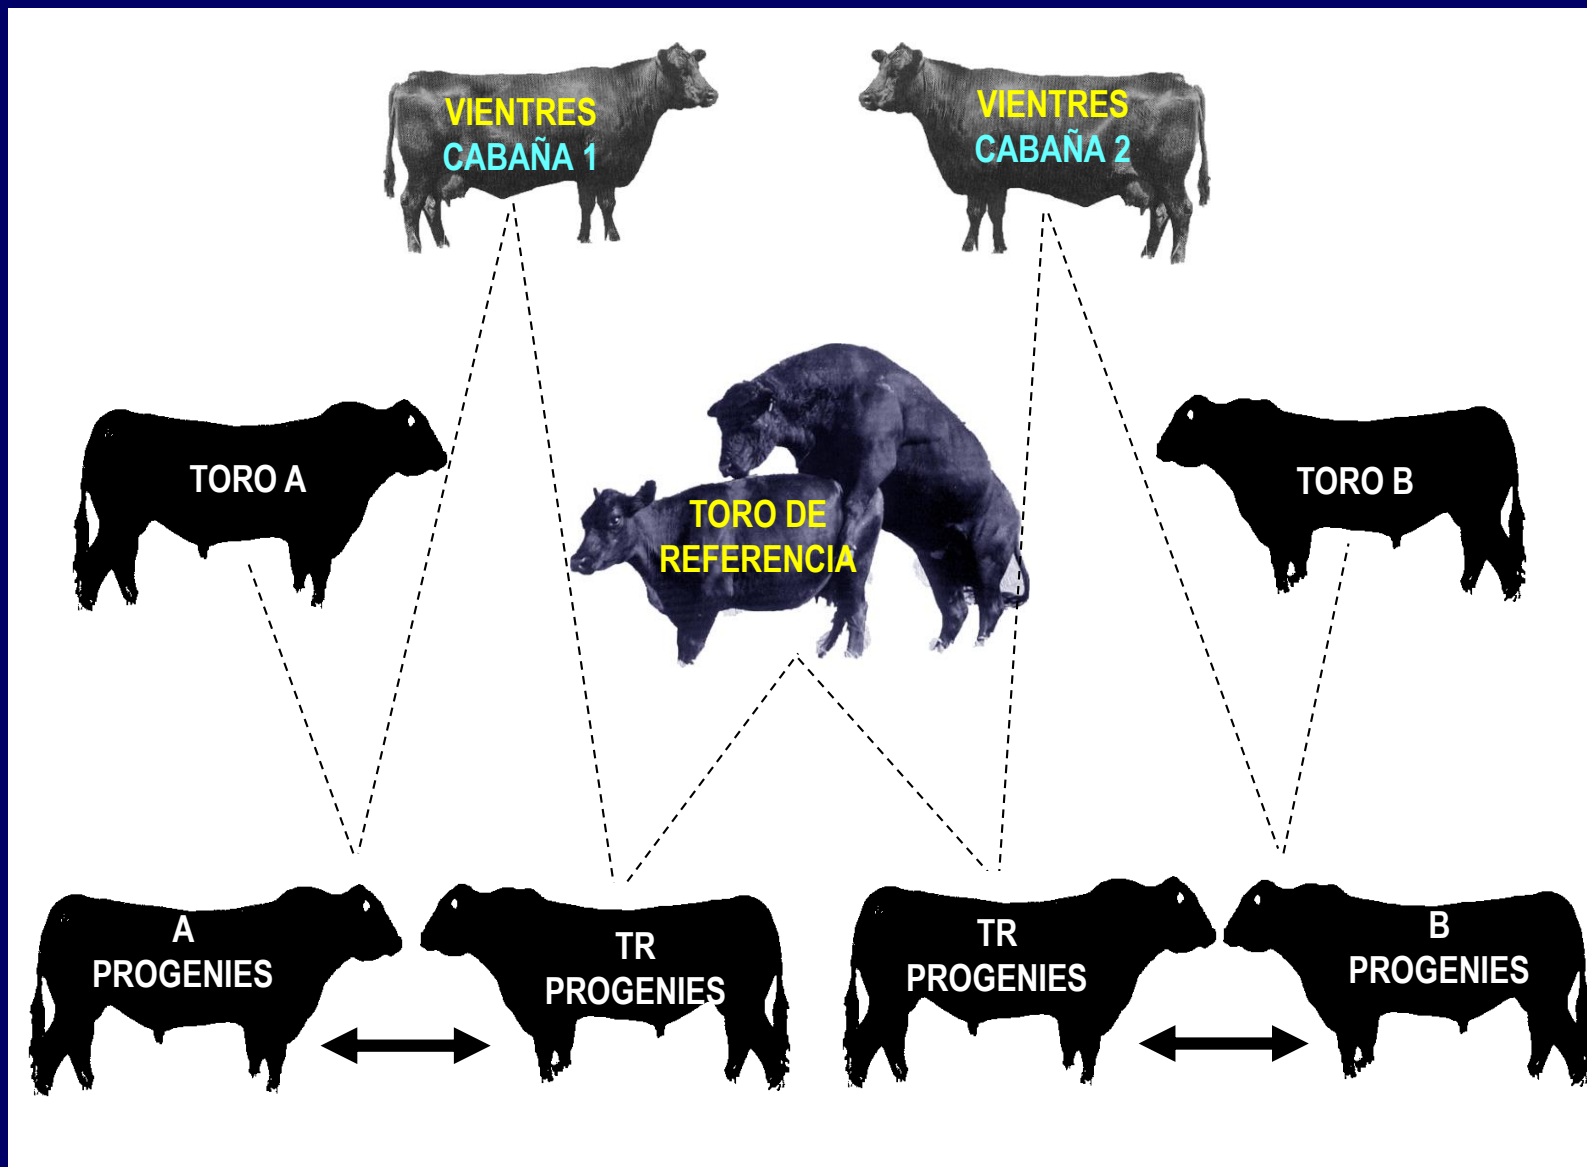 VIENTRES
CABAÑA 1
VIENTRES
CABAÑA 2
TORO A
TORO DE
REFERENCIA
TORO B
A
PROGENIES
TR
PROGENIES
TR
PROGENIES
B
PROGENIES